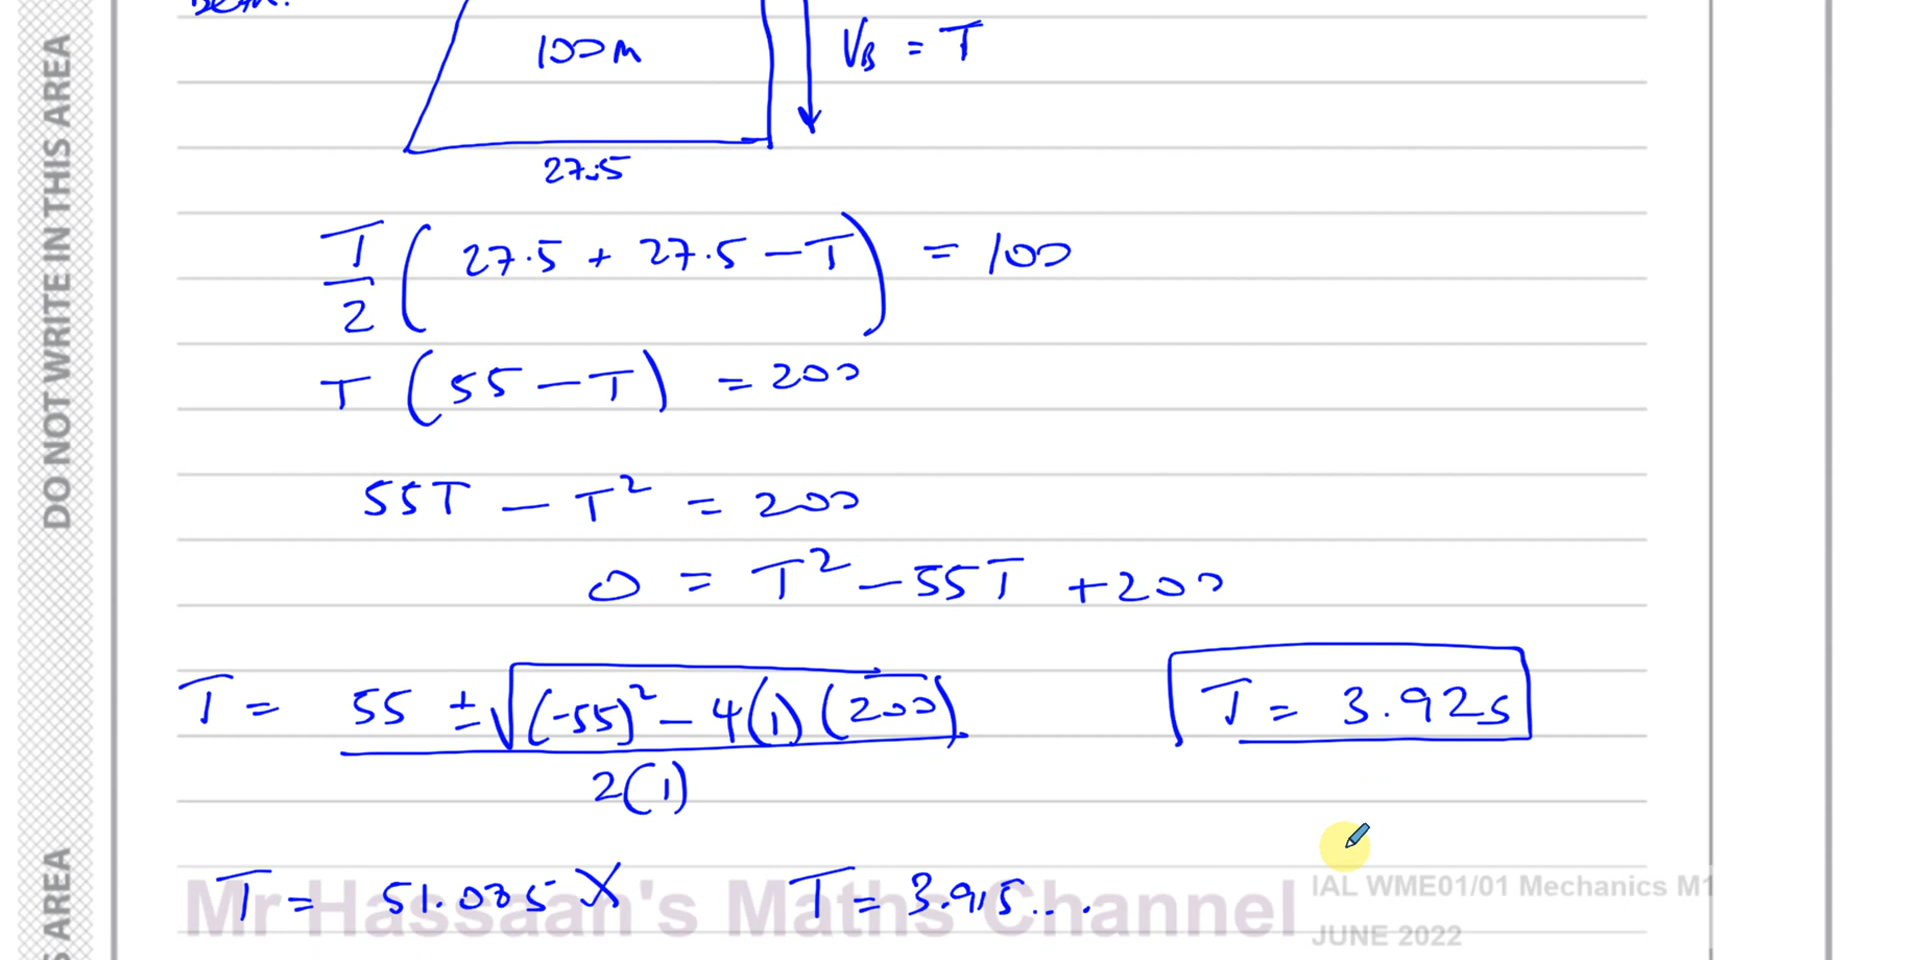 100m
V_B = T
27.5
T/2 (27.5 + 27.5 - T) = 100
T (55 - T) = 200
55T - T² = 200
0 = T² - 55T + 200
T = (55 ± √((-55)² - 4(1)(200))) / 2(1)
T = 3.92s
T = 51.085 X T = 3.915...
Mr Hassaan's Maths Channel
IAL WME01/01 Mechanics M1
JUNE 2022
DO NOT WRITE IN THIS AREA
S AREA